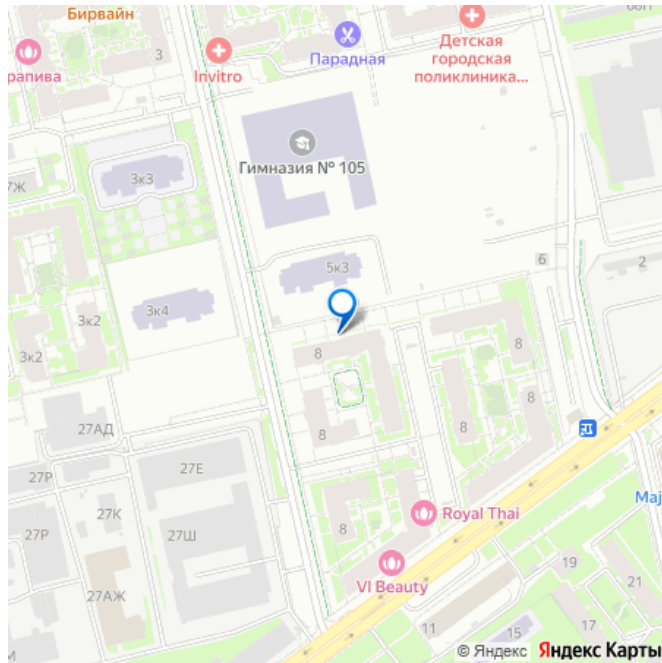 Бирвайн
Парадная
Детская
городская
поликлиника...
рапива
3
Invitro
Гимназия № 105
3к3
7Ж
5к3
6
2
3к4
3к2
3к2
8
8
8
8
8
8
27АД
27Е
27Р
27К
27Р
27Ш
27АЖ
Royal Thai
VI Beauty
Maj
19
21
17
15
11
© Яндекс Яндекс Карты